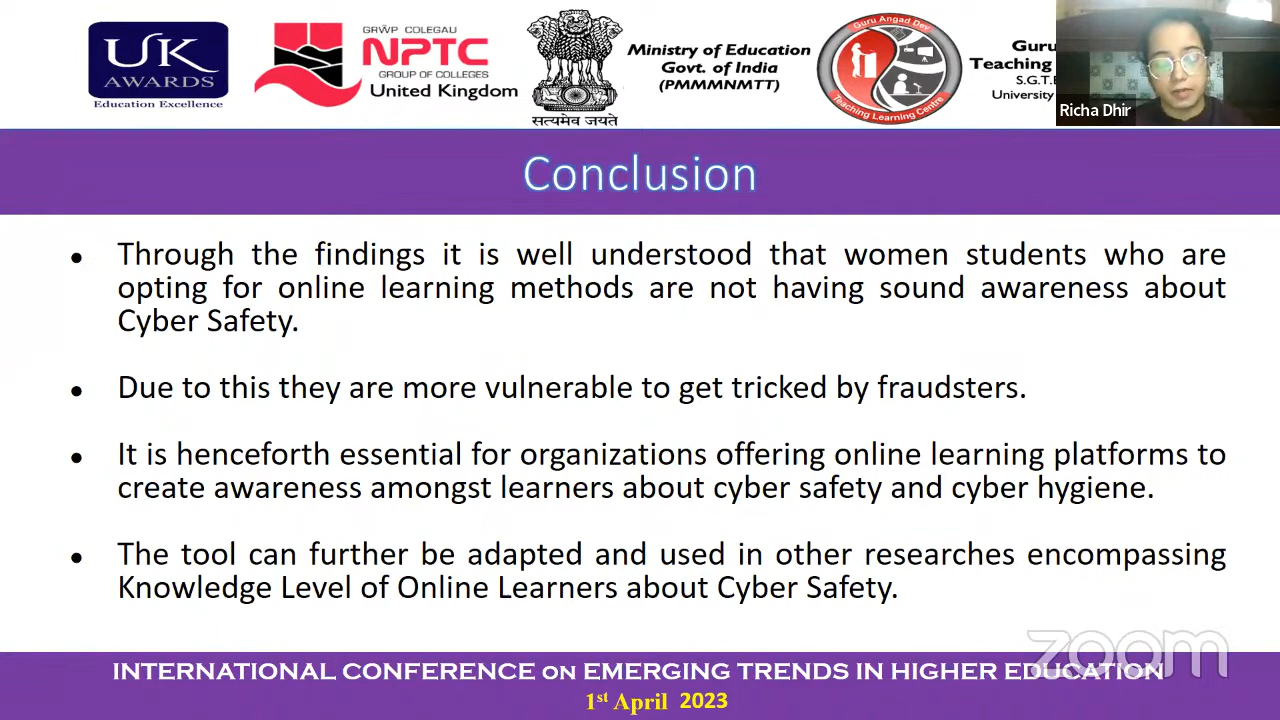 UK
AWARDS
Education Excellence
GRŴP COLEGAU
NPTC
GROUP OF COLLEGES
United Kingdom
सत्यमेव जयते
Ministry of Education
Govt. of India
(PMMMNMTT)
Guru Angad Dev
Teaching Learning Centre
Guru
Teaching
S.G.T.B
University
Richa Dhir
Conclusion
• Through the findings it is well understood that women students who are
opting for online learning methods are not having sound awareness about
Cyber Safety.
• Due to this they are more vulnerable to get tricked by fraudsters.
• It is henceforth essential for organizations offering online learning platforms to
create awareness amongst learners about cyber safety and cyber hygiene.
• The tool can further be adapted and used in other researches encompassing
Knowledge Level of Online Learners about Cyber Safety.
zoom
INTERNATIONAL CONFERENCE on EMERGING TRENDS IN HIGHER EDUCATION
1st April 2023